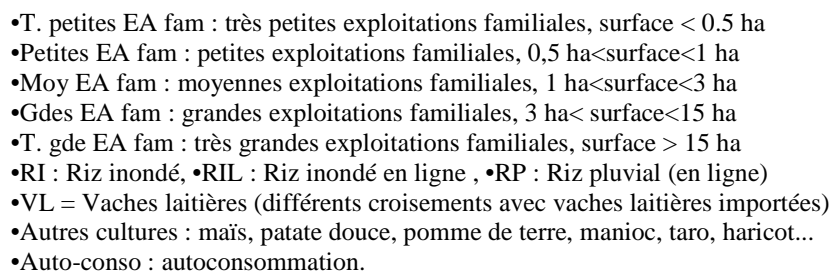 •T. petites EA fam : très petites exploitations familiales, surface < 0.5 ha
•Petites EA fam : petites exploitations familiales, 0,5 ha<surface<1 ha
•Moy EA fam : moyennes exploitations familiales, 1 ha<surface<3 ha
•Gdes EA fam : grandes exploitations familiales, 3 ha< surface<15 ha
•T. gde EA fam : très grandes exploitations familiales, surface > 15 ha
•RI : Riz inondé, •RIL : Riz inondé en ligne , •RP : Riz pluvial (en ligne)
•VL = Vaches laitières (différents croisements avec vaches laitières importées)
•Autres cultures : maïs, patate douce, pomme de terre, manioc, taro, haricot...
•Auto-conso : autoconsommation.